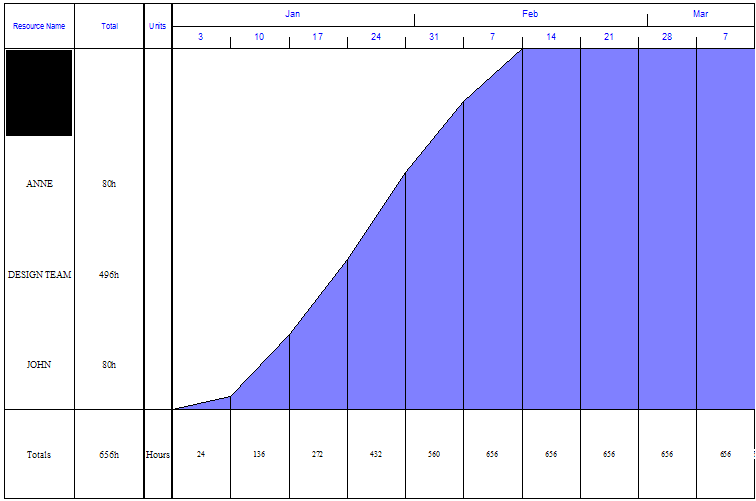 Resource Name Total Units Jan Feb Mar
3 10 17 24 31 7 14 21 28 7
ANNE 80h
DESIGN TEAM 496h
JOHN 80h
Totals 656h Hours 24 136 272 432 560 656 656 656 656 656